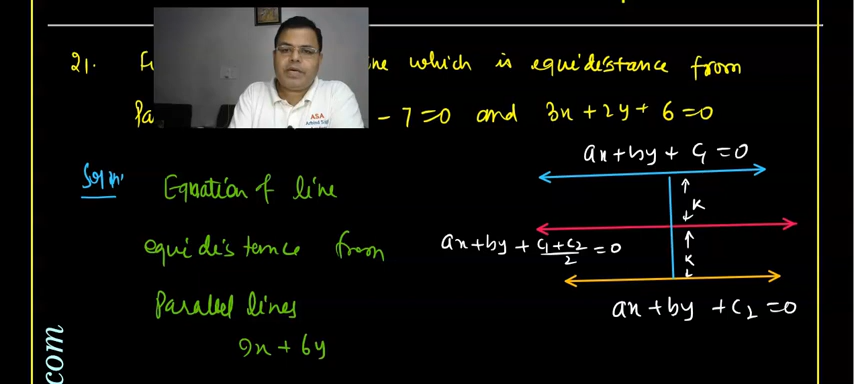 21. ne which is equidistance from
Pa - 7=0 and 3x+2y+6=0
Soln: Equation of line
equidistence from
Parallel lines
9x + 6y
ax+by+C1=0
K
ax+by+C1+C2/2=0
K
ax+by+C2=0
ASA
.com